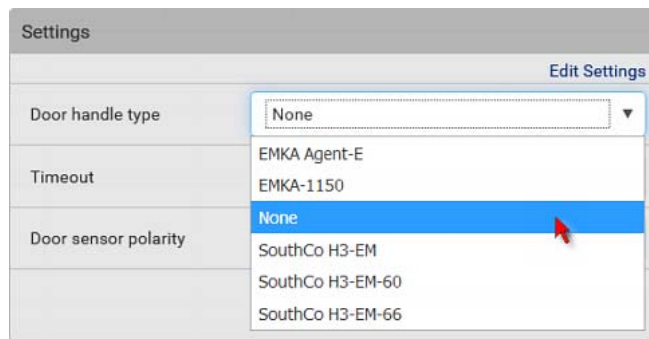 Settings
Edit Settings
Door handle type
None
EMKA Agent-E
Timeout
EMKA-1150
None
Door sensor polarity
SouthCo H3-EM
SouthCo H3-EM-60
SouthCo H3-EM-66